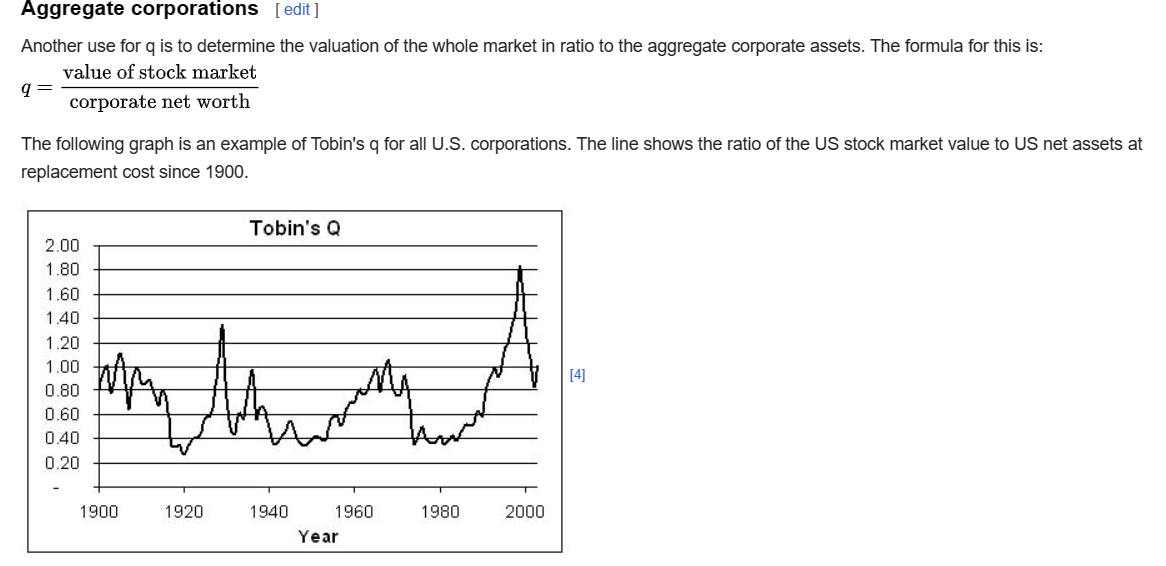 Aggregate corporations [ edit ]
Another use for q is to determine the valuation of the whole market in ratio to the aggregate corporate assets. The formula for this is:
q = value of stock market / corporate net worth
The following graph is an example of Tobin's q for all U.S. corporations. The line shows the ratio of the US stock market value to US net assets at
replacement cost since 1900.
Tobin's Q
2.00
1.80
1.60
1.40
1.20
1.00
0.80
0.60
0.40
0.20
-
1900 1920 1940 1960 1980 2000
Year
[4]